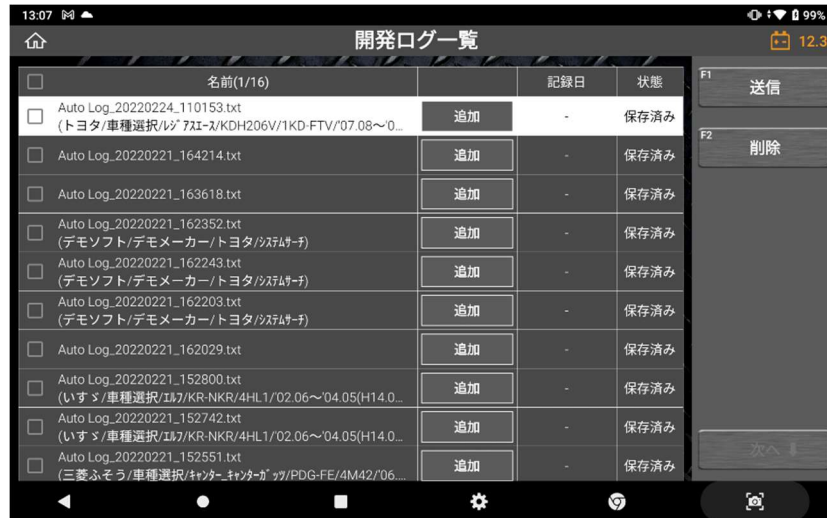 13:07
99%
開発ログ一覧
12.3
名前(1/16)
記録日
状態
F1
送信
Auto Log_20220224_110153.txt
(トヨタ/車種選択/ﾚｼﾞｱｽｴｰｽ/KDH206V/1KD-FTV/'07.08～'0...
追加
-
保存済み
F2
削除
Auto Log_20220221_164214.txt
追加
-
保存済み
Auto Log_20220221_163618.txt
追加
-
保存済み
Auto Log_20220221_162352.txt
(デモソフト/デモメーカー/トヨタ/ｼｽﾃﾑｻｰﾁ)
追加
-
保存済み
Auto Log_20220221_162243.txt
(デモソフト/デモメーカー/トヨタ/ｼｽﾃﾑｻｰﾁ)
追加
-
保存済み
Auto Log_20220221_162203.txt
(デモソフト/デモメーカー/トヨタ/ｼｽﾃﾑｻｰﾁ)
追加
-
保存済み
Auto Log_20220221_162029.txt
追加
-
保存済み
Auto Log_20220221_152800.txt
(いすゞ/車種選択/ｴﾙﾌ/KR-NKR/4HL1/'02.06～'04.05(H14.0...
追加
-
保存済み
Auto Log_20220221_152742.txt
(いすゞ/車種選択/ｴﾙﾌ/KR-NKR/4HL1/'02.06～'04.05(H14.0...
追加
-
保存済み
Auto Log_20220221_152551.txt
(三菱ふそう/車種選択/ｷｬﾝﾀｰ_ｷｬﾝﾀｰｶﾞｯﾂ/PDG-FE/4M42/'06....
追加
-
保存済み
次へ